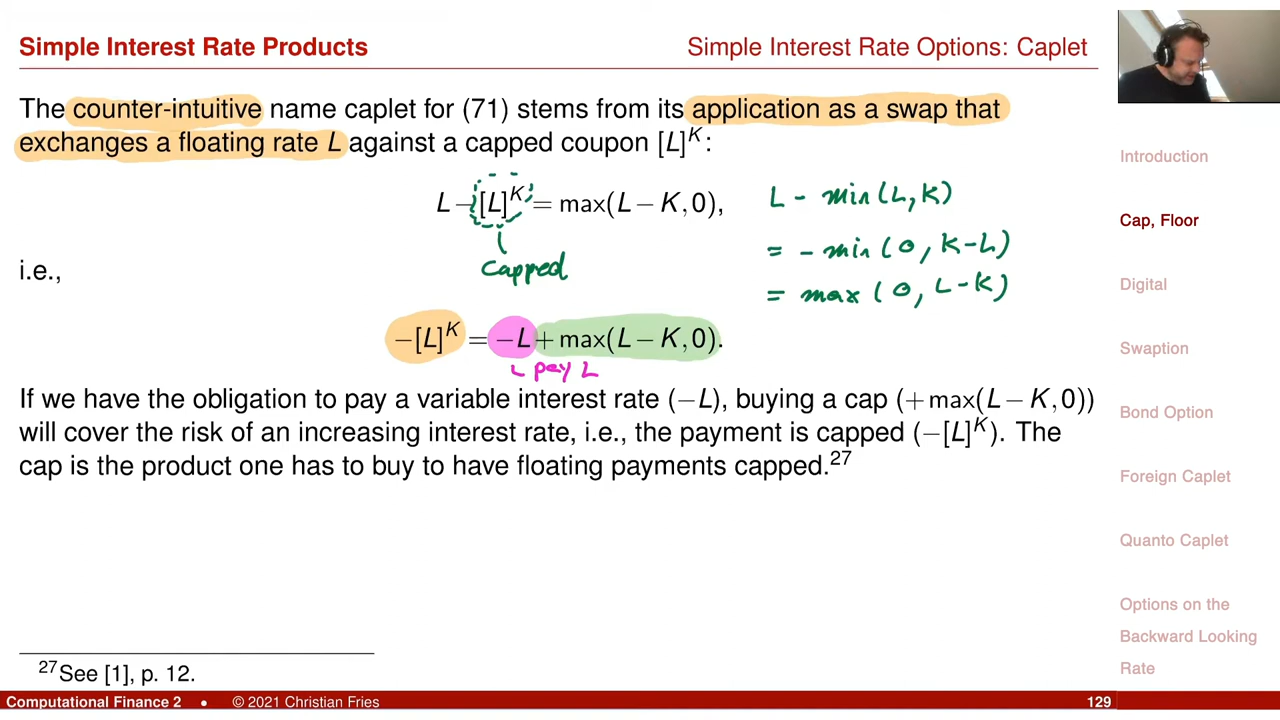 Simple Interest Rate Products
Simple Interest Rate Options: Caplet
The counter-intuitive name caplet for (71) stems from its application as a swap that
exchanges a floating rate L against a capped coupon [L]^K:
L − [L]^K = max(L − K, 0),
capped
L - min(L, K)
= - min(0, K-L)
= max(0, L-K)
i.e.,
−[L]^K = −L + max(L − K, 0).
pay L
If we have the obligation to pay a variable interest rate (−L), buying a cap (+max(L − K, 0))
will cover the risk of an increasing interest rate, i.e., the payment is capped (−[L]^K). The
cap is the product one has to buy to have floating payments capped.27
27See [1], p. 12.
Introduction
Cap, Floor
Digital
Swaption
Bond Option
Foreign Caplet
Quanto Caplet
Options on the
Backward Looking
Rate
Computational Finance 2 • © 2021 Christian Fries
129